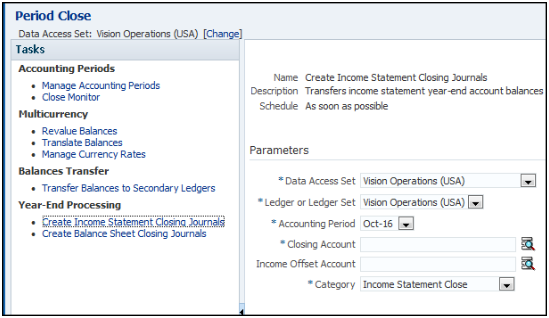 Period Close
Data Access Set: Vision Operations (USA) [Change]
Tasks
Accounting Periods
Manage Accounting Periods
Close Monitor
Multicurrency
Revalue Balances
Translate Balances
Manage Currency Rates
Balances Transfer
Transfer Balances to Secondary Ledgers
Year-End Processing
Create Income Statement Closing Journals
Create Balance Sheet Closing Journals
Name Create Income Statement Closing Journals
Description Transfers income statement year-end account balances
Schedule As soon as possible
Parameters
* Data Access Set Vision Operations (USA)
* Ledger or Ledger Set Vision Operations (USA)
* Accounting Period Oct-16
* Closing Account
Income Offset Account
* Category Income Statement Close